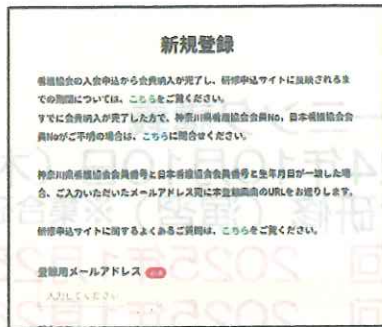 新規登録
看護協会の入会申込から会費納入が完了し、研修申込サイトに反映されるま
での期間については、こちらをご覧ください。
すでに会費納入が完了した方で、神奈川県看護協会会員No，日本看護協会会
員Noがご不明の場合は、こちらに問合せください。
神奈川県看護協会会員番号と日本看護協会会員番号と生年月日が一致した場
合、ご入力いただいたメールアドレス宛に本登録画面のURLをお送りします。
研修申込サイトに関するよくあるご質問は、こちらをご覧ください。
登録用メールアドレス 必須
入力してください